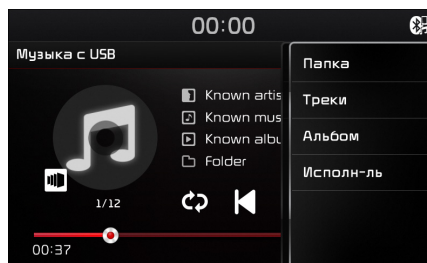 00:00
Музыка с USB
Known artis
Known mus
Known albu
Folder
1/12
00:37
Папка
Треки
Альбом
Исполн-ль